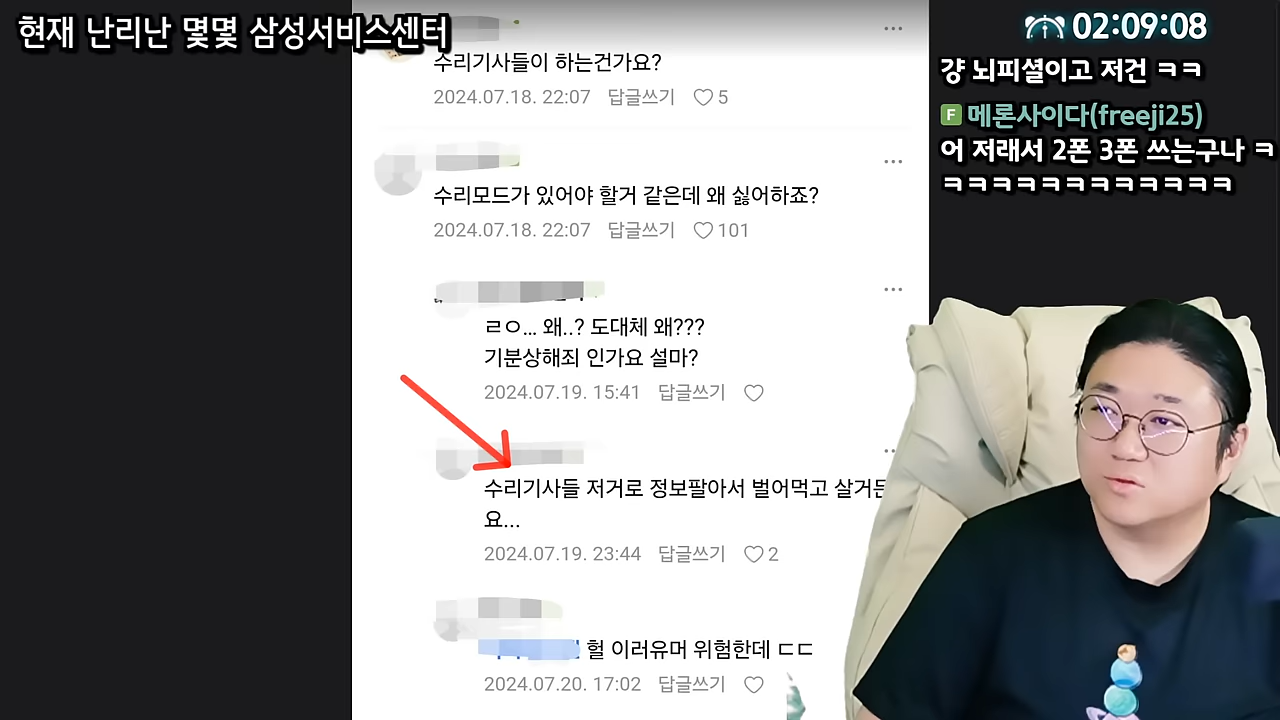 현재 난리난 몇몇 삼성서비스센터
수리기사들이 하는건가요?
2024.07.18. 22:07 답글쓰기 5
수리모드가 있어야 할거 같은데 왜 싫어하죠?
2024.07.18. 22:07 답글쓰기 101
ㄹㅇ... 왜..? 도대체 왜???
기분상해죄 인가요 설마?
2024.07.19. 15:41 답글쓰기
수리기사들 저거로 정보팔아서 벌어먹고 살거든
요...
2024.07.19. 23:44 답글쓰기 2
헐 이러유머 위험한데 ㄷㄷ
2024.07.20. 17:02 답글쓰기
02:09:08
걍 뇌피셜이고 저건 ㅋㅋ
F 메론사이다(freeji25)
어 저래서 2폰 3폰 쓰는구나 ㅋ
ㅋㅋㅋㅋㅋㅋㅋㅋㅋㅋㅋㅋ